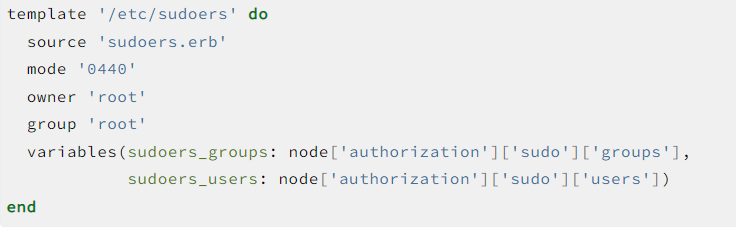 template '/etc/sudoers' do
  source 'sudoers.erb'
  mode '0440'
  owner 'root'
  group 'root'
  variables(sudoers_groups: node['authorization']['sudo']['groups'],
            sudoers_users: node['authorization']['sudo']['users'])
end